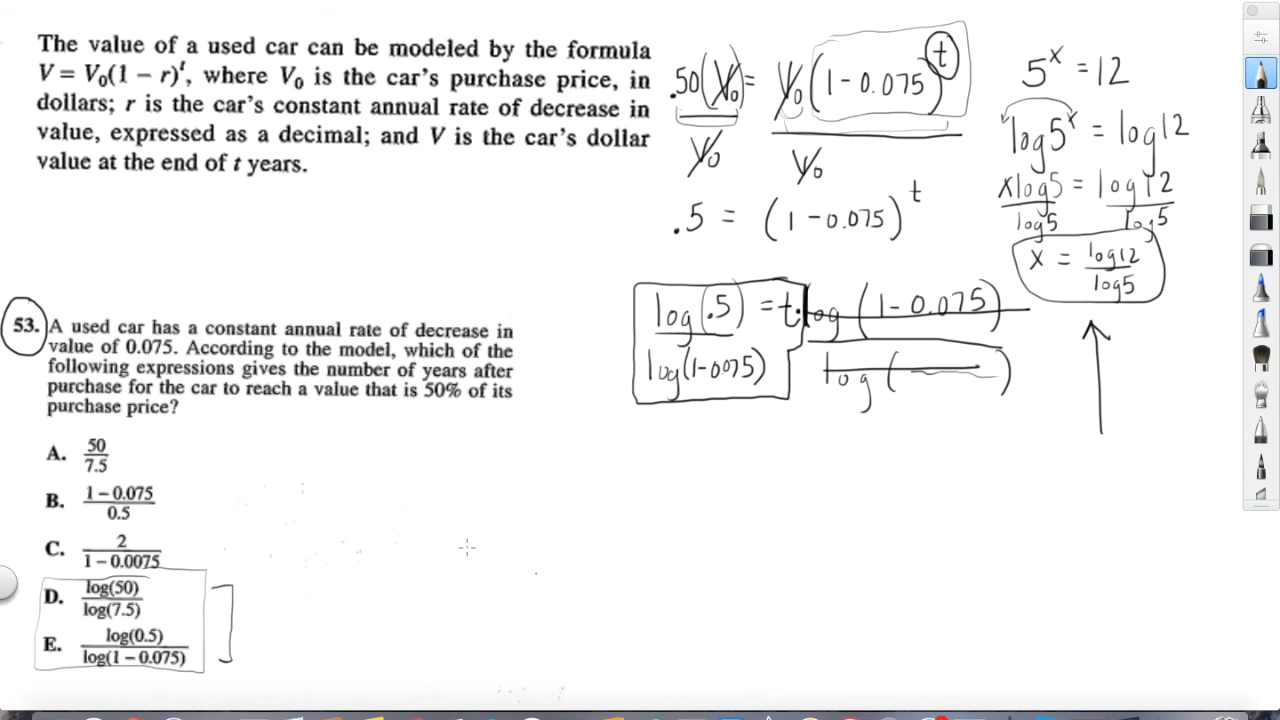 The value of a used car can be modeled by the formula
V = V₀(1 − r)ᵗ, where V₀ is the car's purchase price, in
dollars; r is the car's constant annual rate of decrease in
value, expressed as a decimal; and V is the car's dollar
value at the end of t years.
53. A used car has a constant annual rate of decrease in
value of 0.075. According to the model, which of the
following expressions gives the number of years after
purchase for the car to reach a value that is 50% of its
purchase price?
A. 50/7.5
B. (1 − 0.075)/0.5
C. 2/(1 − 0.0075)
D. log(50)/log(7.5)
E. log(0.5)/log(1 − 0.075)
.50(V₀) = V₀(1 - 0.075)ᵗ
V₀ V₀
.5 = (1 - 0.075)ᵗ
log(.5) = t·log(1 - 0.075)
log(1-0075) log( )
5ˣ = 12
log5ˣ = log12
xlog5 = log12
log5 log5
x = log12/log5